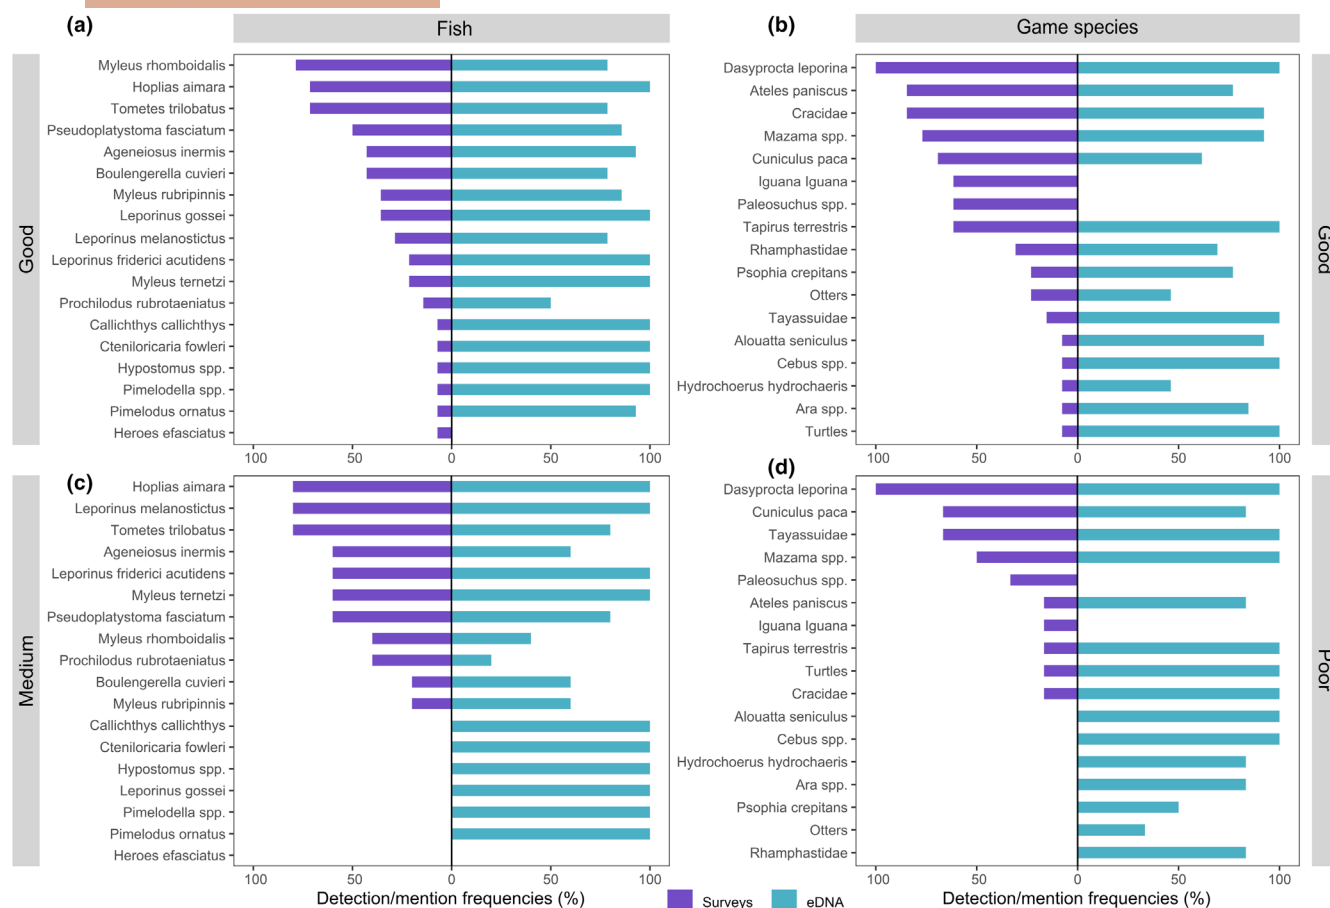 (a)
Fish
Good
Myleus rhomboidalis
Hoplias aimara
Tometes trilobatus
Pseudoplatystoma fasciatum
Ageneiosus inermis
Boulengerella cuvieri
Myleus rubripinnis
Leporinus gossei
Leporinus melanostictus
Leporinus friderici acutidens
Myleus ternetzi
Prochilodus rubrotaeniatus
Callichthys callichthys
Cteniloricaria fowleri
Hypostomus spp.
Pimelodella spp.
Pimelodus ornatus
Heroes efasciatus
100 50 0 50 100
(b)
Game species
Good
Dasyprocta leporina
Ateles paniscus
Cracidae
Mazama spp.
Cuniculus paca
Iguana Iguana
Paleosuchus spp.
Tapirus terrestris
Rhamphastidae
Psophia crepitans
Otters
Tayassuidae
Alouatta seniculus
Cebus spp.
Hydrochoerus hydrochaeris
Ara spp.
Turtles
100 50 0 50 100
(c)
Medium
Hoplias aimara
Leporinus melanostictus
Tometes trilobatus
Ageneiosus inermis
Leporinus friderici acutidens
Myleus ternetzi
Pseudoplatystoma fasciatum
Myleus rhomboidalis
Prochilodus rubrotaeniatus
Boulengerella cuvieri
Myleus rubripinnis
Callichthys callichthys
Cteniloricaria fowleri
Hypostomus spp.
Leporinus gossei
Pimelodella spp.
Pimelodus ornatus
Heroes efasciatus
100 50 0 50 100
Detection/mention frequencies (%)
(d)
Poor
Dasyprocta leporina
Cuniculus paca
Tayassuidae
Mazama spp.
Paleosuchus spp.
Ateles paniscus
Iguana Iguana
Tapirus terrestris
Turtles
Cracidae
Alouatta seniculus
Cebus spp.
Hydrochoerus hydrochaeris
Ara spp.
Psophia crepitans
Otters
Rhamphastidae
100 50 0 50 100
Detection/mention frequencies (%)
Surveys eDNA